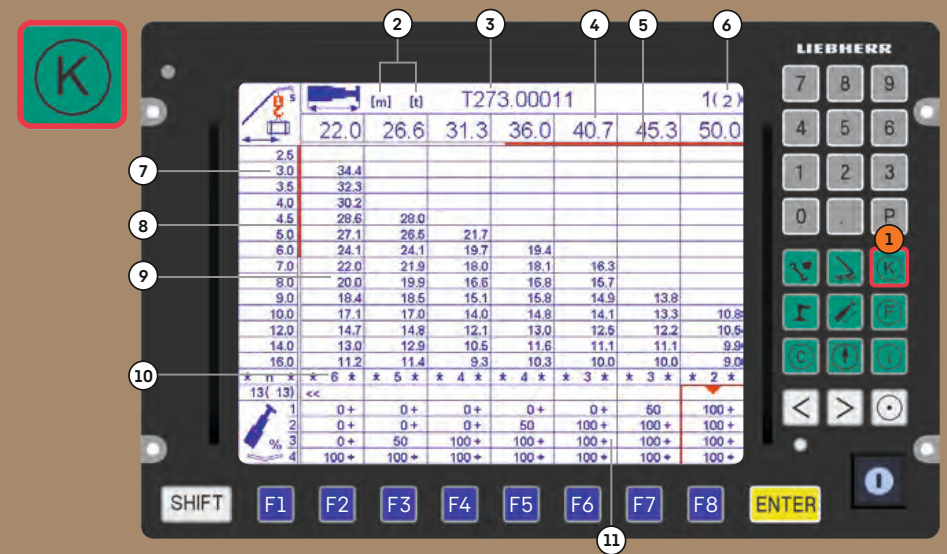 K
2 3 4 5 6
LIEBHERR
5 [m] [t] T273.00011 1( 2 )
22.0 26.6 31.3 36.0 40.7 45.3 50.0
2.5
7 3.0 34.4
3.5 32.3
4.0 30.2
8 4.5 28.6 28.0
5.0 27.1 26.5 21.7
6.0 24.1 24.1 19.7 19.4
7.0 22.0 21.9 18.0 18.1 16.3
9 8.0 20.0 19.9 16.6 16.8 15.7
9.0 18.4 18.5 15.1 15.8 14.9 13.8
10.0 17.1 17.0 14.0 14.8 14.1 13.3 10.8
12.0 14.7 14.8 12.1 13.0 12.5 12.2 10.5
14.0 13.0 12.9 10.5 11.6 11.1 11.1 9.9
16.0 11.2 11.4 9.3 10.3 10.0 10.0 9.0
10 * n * * 6 * * 5 * * 4 * * 4 * * 3 * * 3 * * 2 *
13( 13) <<
1 0+ 0+ 0+ 0+ 0+ 50 100+
2 0+ 0+ 0+ 50 100+ 100+ 100+
% 3 0+ 50 100+ 100+ 100+ 100+ 100+
4 100+ 100+ 100+ 100+ 100+ 100+ 100+
7 8 9
4 5 6
1 2 3
0 . P
1
K
F
C i
< >
SHIFT F1 F2 F3 F4 F5 F6 F7 F8 ENTER
11